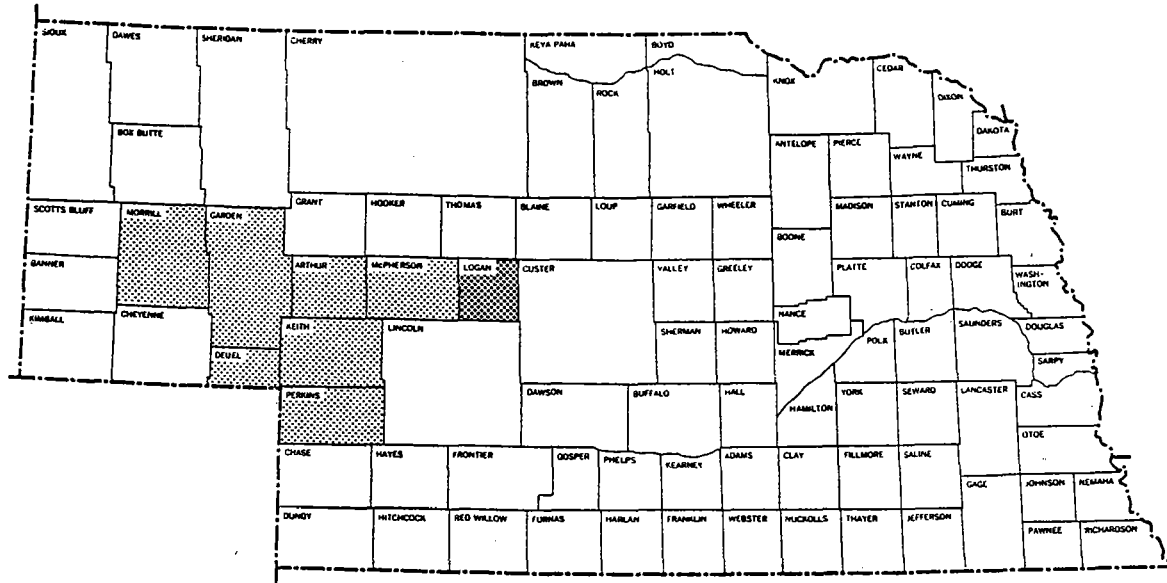 SIOUX
DAWES
SHERIDAN
CHERRY
KEYA PAHA
BOYD
BROWN
ROCK
HOLT
KNOX
CEDAR
DIXON
DAKOTA
BOX BUTTE
ANTELOPE
PIERCE
WAYNE
THURSTON
SCOTTS BLUFF
MORRILL
GARDEN
GRANT
HOOKER
THOMAS
BLAINE
LOUP
GARFIELD
WHEELER
BOONE
MADISON
STANTON
CUMING
BURT
BANNER
ARTHUR
McPHERSON
LOGAN
CUSTER
VALLEY
GREELEY
PLATTE
COLFAX
DODGE
WASH-
INGTON
KIMBALL
CHEYENNE
DEUEL
KEITH
LINCOLN
SHERMAN
HOWARD
NANCE
MERRICK
POLK
BUTLER
SAUNDERS
DOUGLAS
SARPY
PERKINS
DAWSON
BUFFALO
HALL
HAMILTON
YORK
SEWARD
LANCASTER
CASS
OTOE
CHASE
HAYES
FRONTIER
GOSPER
PHELPS
KEARNEY
ADAMS
CLAY
FILLMORE
SALINE
GAGE
JOHNSON
NEMAHA
DUNDY
HITCHCOCK
RED WILLOW
FURNAS
HARLAN
FRANKLIN
WEBSTER
NUCKOLLS
THAYER
JEFFERSON
PAWNEE
RICHARDSON